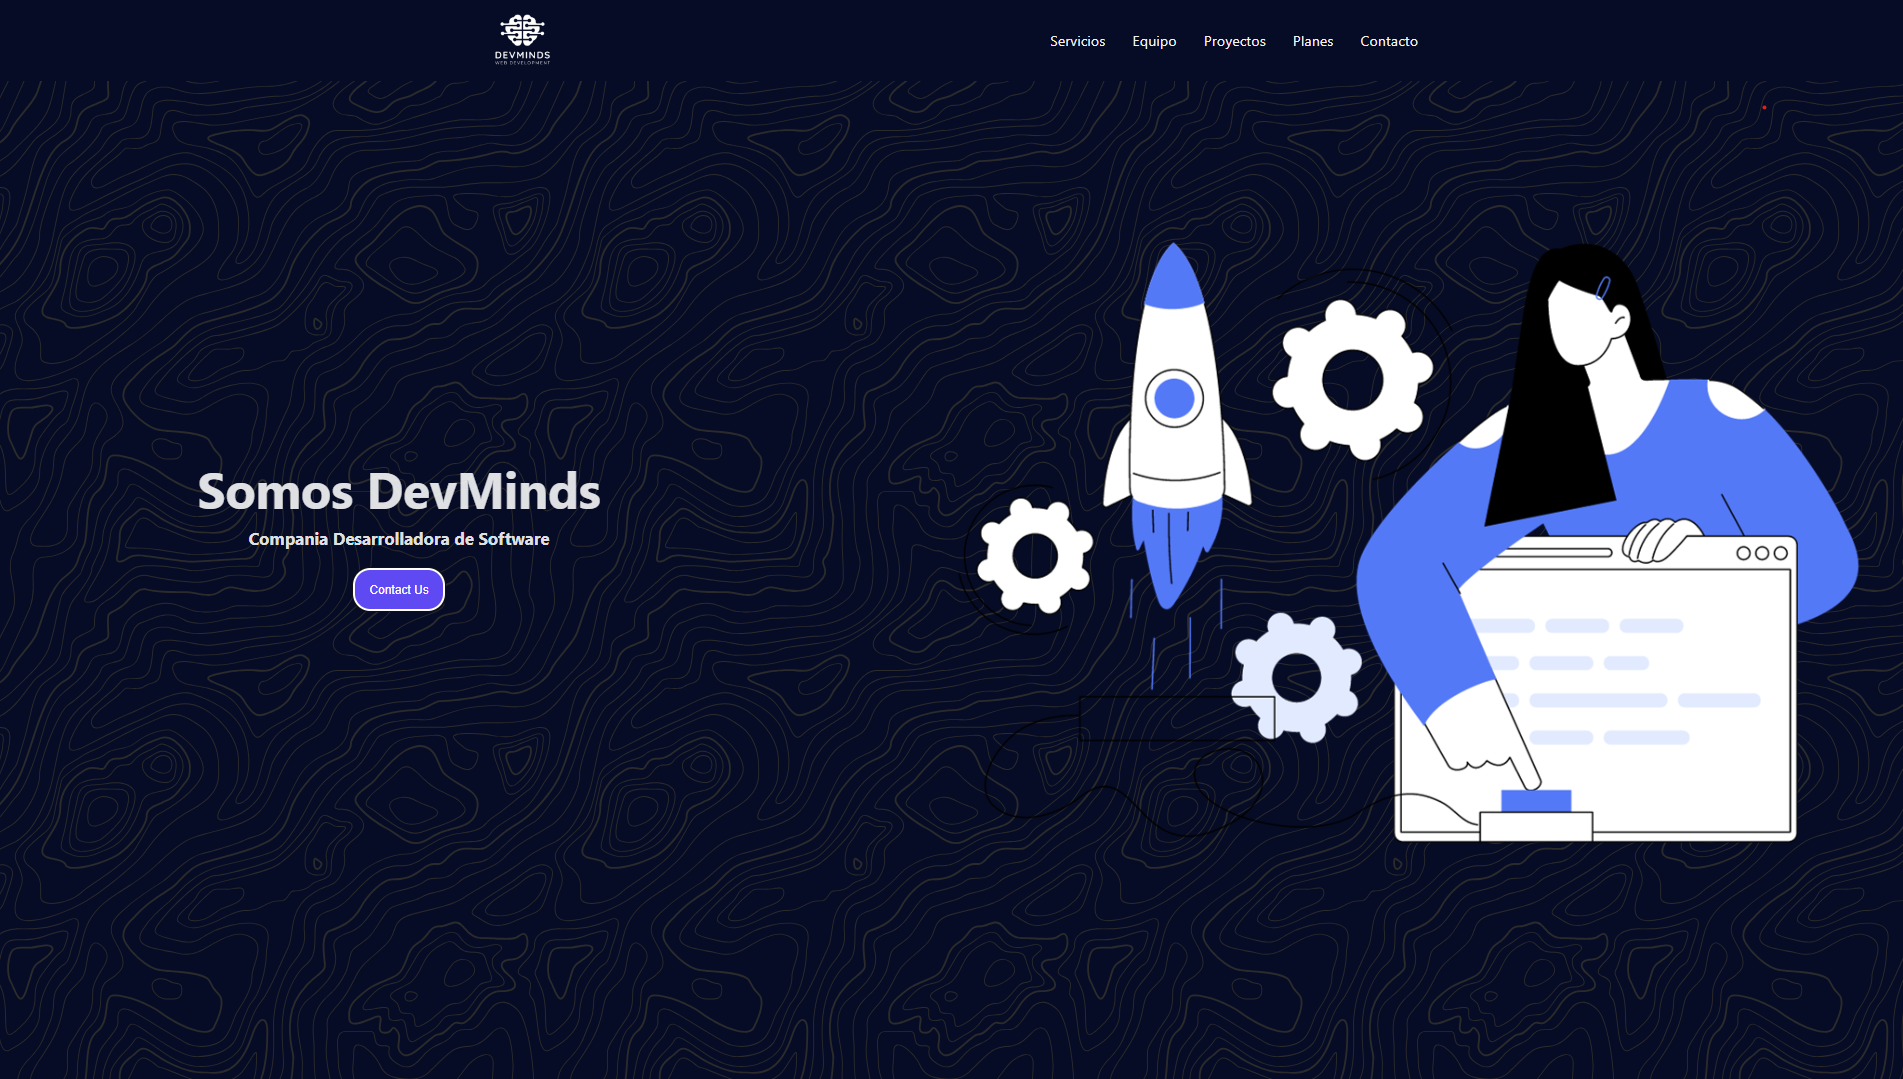 DEVMINDS
WEB DEVELOPMENT
Servicios Equipo Proyectos Planes Contacto
Somos DevMinds
Compania Desarrolladora de Software
Contact Us